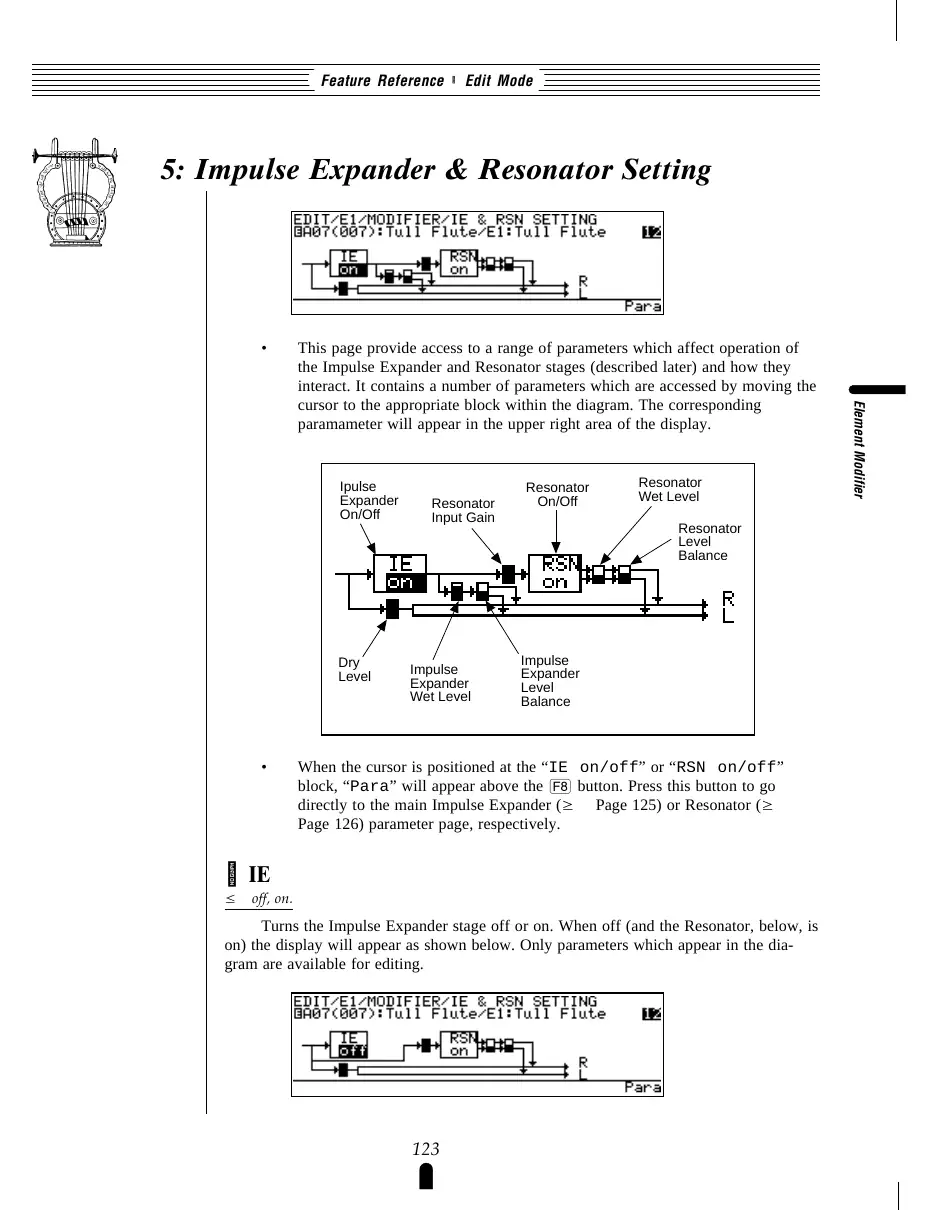 Feature Reference Edit Mode
5: Impulse Expander & Resonator Setting
EDIT/E1/MODIFIER/IE & RSN SETTING
EA07(007):Tull Flute/E1:Tull Flute 12
IE
on
RSN
on
R
L
Para
• This page provide access to a range of parameters which affect operation of
the Impulse Expander and Resonator stages (described later) and how they
interact. It contains a number of parameters which are accessed by moving the
cursor to the appropriate block within the diagram. The corresponding
paramameter will appear in the upper right area of the display.
Element Modifier
Ipulse
Expander
On/Off
Resonator
Input Gain
Resonator
On/Off
Resonator
Wet Level
Resonator
Level
Balance
IE
on
RSN
on
R
L
Dry
Level
Impulse
Expander
Wet Level
Impulse
Expander
Level
Balance
• When the cursor is positioned at the “IE on/off” or “RSN on/off”
block, “Para” will appear above the F8 button. Press this button to go
directly to the main Impulse Expander (≥ Page 125) or Resonator (≥
Page 126) parameter page, respectively.
NOGRAPH IE
≤ off, on.
Turns the Impulse Expander stage off or on. When off (and the Resonator, below, is
on) the display will appear as shown below. Only parameters which appear in the dia-
gram are available for editing.
EDIT/E1/MODIFIER/IE & RSN SETTING
EA07(007):Tull Flute/E1:Tull Flute 12
IE
off
RSN
on
R
L
Para
123